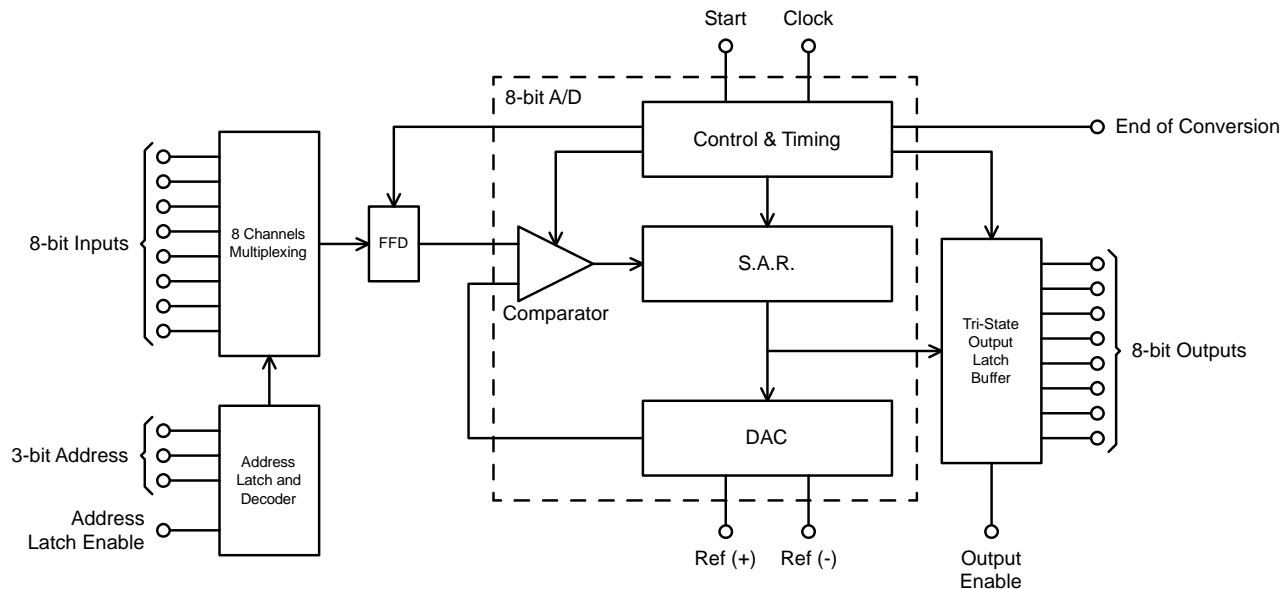 Start
Clock
8-bit A/D
Control & Timing
End of Conversion
8-bit Inputs
8 Channels
Multiplexing
FFD
S.A.R.
Comparator
Tri-State
Output
Latch
Buffer
8-bit Outputs
3-bit Address
Address
Latch and
Decoder
DAC
Address
Latch Enable
Ref (+)
Ref (-)
Output
Enable